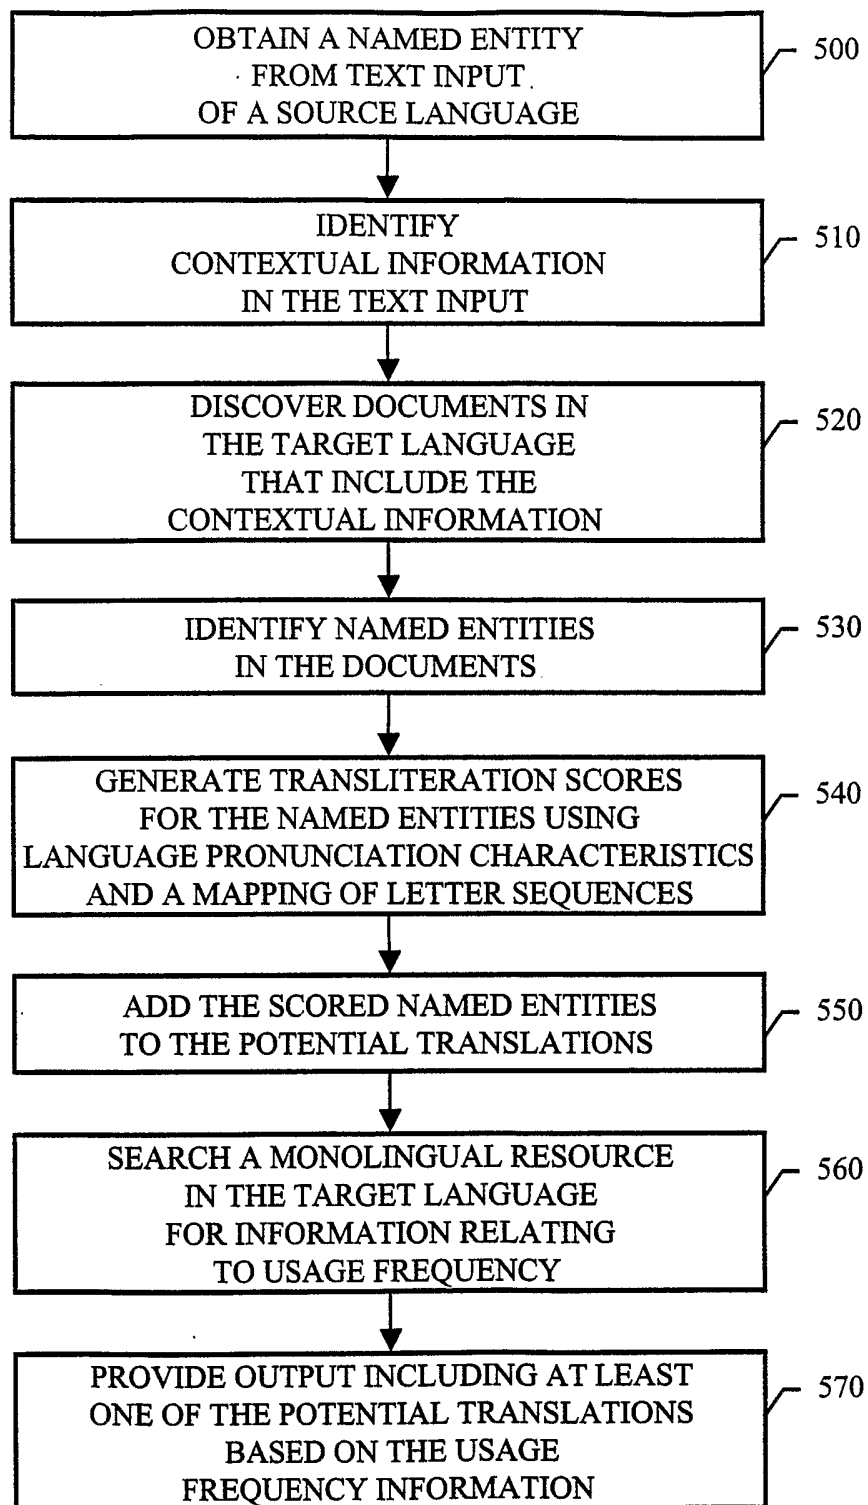 OBTAIN A NAMED ENTITY
FROM TEXT INPUT
OF A SOURCE LANGUAGE
500
IDENTIFY
CONTEXTUAL INFORMATION
IN THE TEXT INPUT
510
DISCOVER DOCUMENTS IN
THE TARGET LANGUAGE
THAT INCLUDE THE
CONTEXTUAL INFORMATION
520
IDENTIFY NAMED ENTITIES
IN THE DOCUMENTS
530
GENERATE TRANSLITERATION SCORES
FOR THE NAMED ENTITIES USING
LANGUAGE PRONUNCIATION CHARACTERISTICS
AND A MAPPING OF LETTER SEQUENCES
540
ADD THE SCORED NAMED ENTITIES
TO THE POTENTIAL TRANSLATIONS
550
SEARCH A MONOLINGUAL RESOURCE
IN THE TARGET LANGUAGE
FOR INFORMATION RELATING
TO USAGE FREQUENCY
560
PROVIDE OUTPUT INCLUDING AT LEAST
ONE OF THE POTENTIAL TRANSLATIONS
BASED ON THE USAGE
FREQUENCY INFORMATION
570